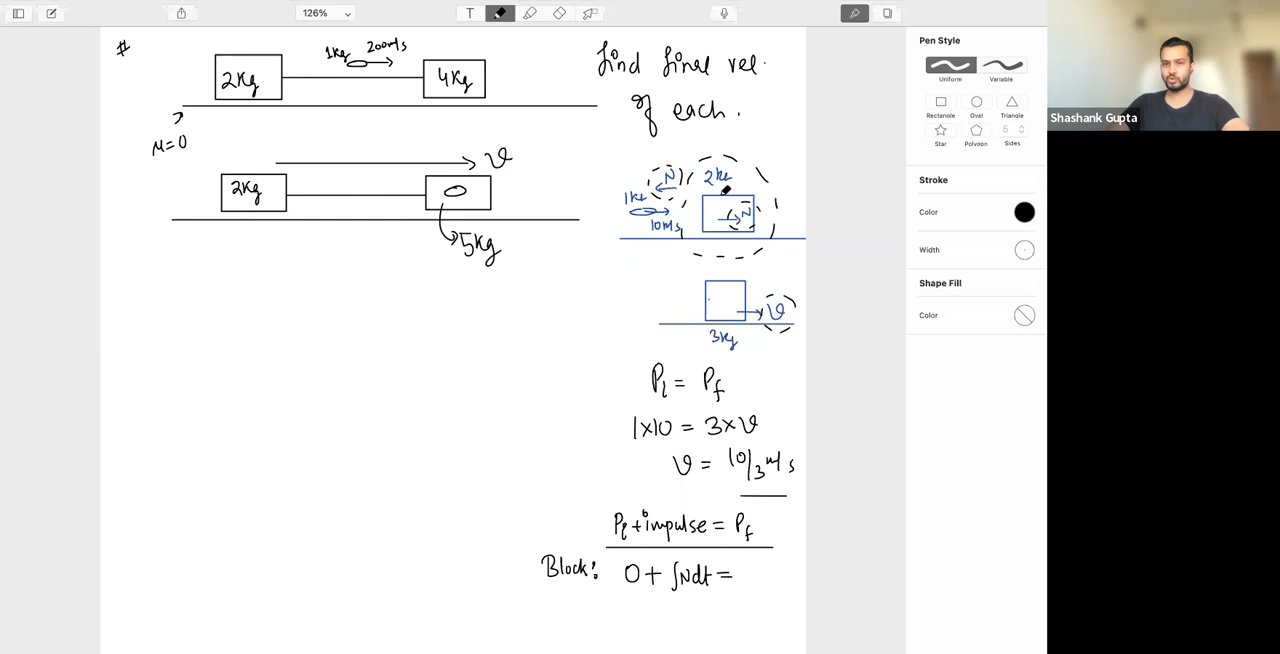 126%
T
#
1kg 200m/s
2kg
4kg
μ=0
find final vel.
of each.
v
2kg
5kg
N
2kg
1kg
10m/s
N
v
3kg
Pi = Pf
1×10 = 3×v
v = 10/3 m/s
Pi + impulse = Pf
Block: 0 + ∫Ndt =
Pen Style
Uniform
Variable
Rectangle
Oval
Triangle
Star
Polygon
5
Sides
Stroke
Color
Width
Shape Fill
Color
Shashank Gupta